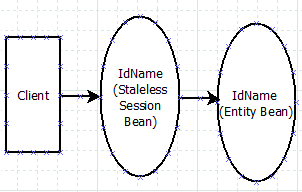 Client
IdName
(Staleless
Session
Bean)
IdName
(Entity Bean)